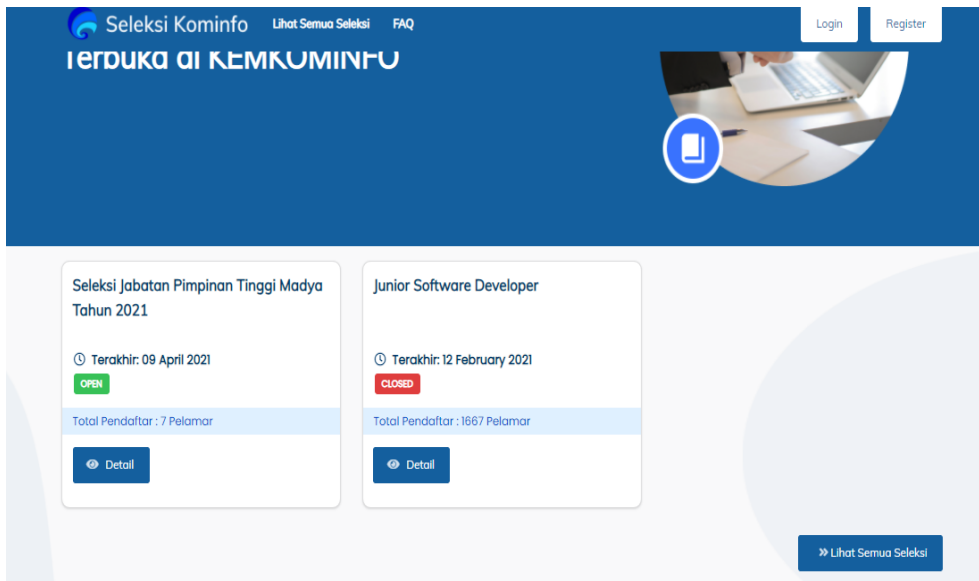 Seleksi Kominfo Lihat Semua Seleksi FAQ Login Register
Terbuka di KEMKOMINFO
Seleksi Jabatan Pimpinan Tinggi Madya
Tahun 2021
Terakhir: 09 April 2021
OPEN
Total Pendaftar : 7 Pelamar
Detail
Junior Software Developer
Terakhir: 12 February 2021
CLOSED
Total Pendaftar : 1667 Pelamar
Detail
Lihat Semua Seleksi